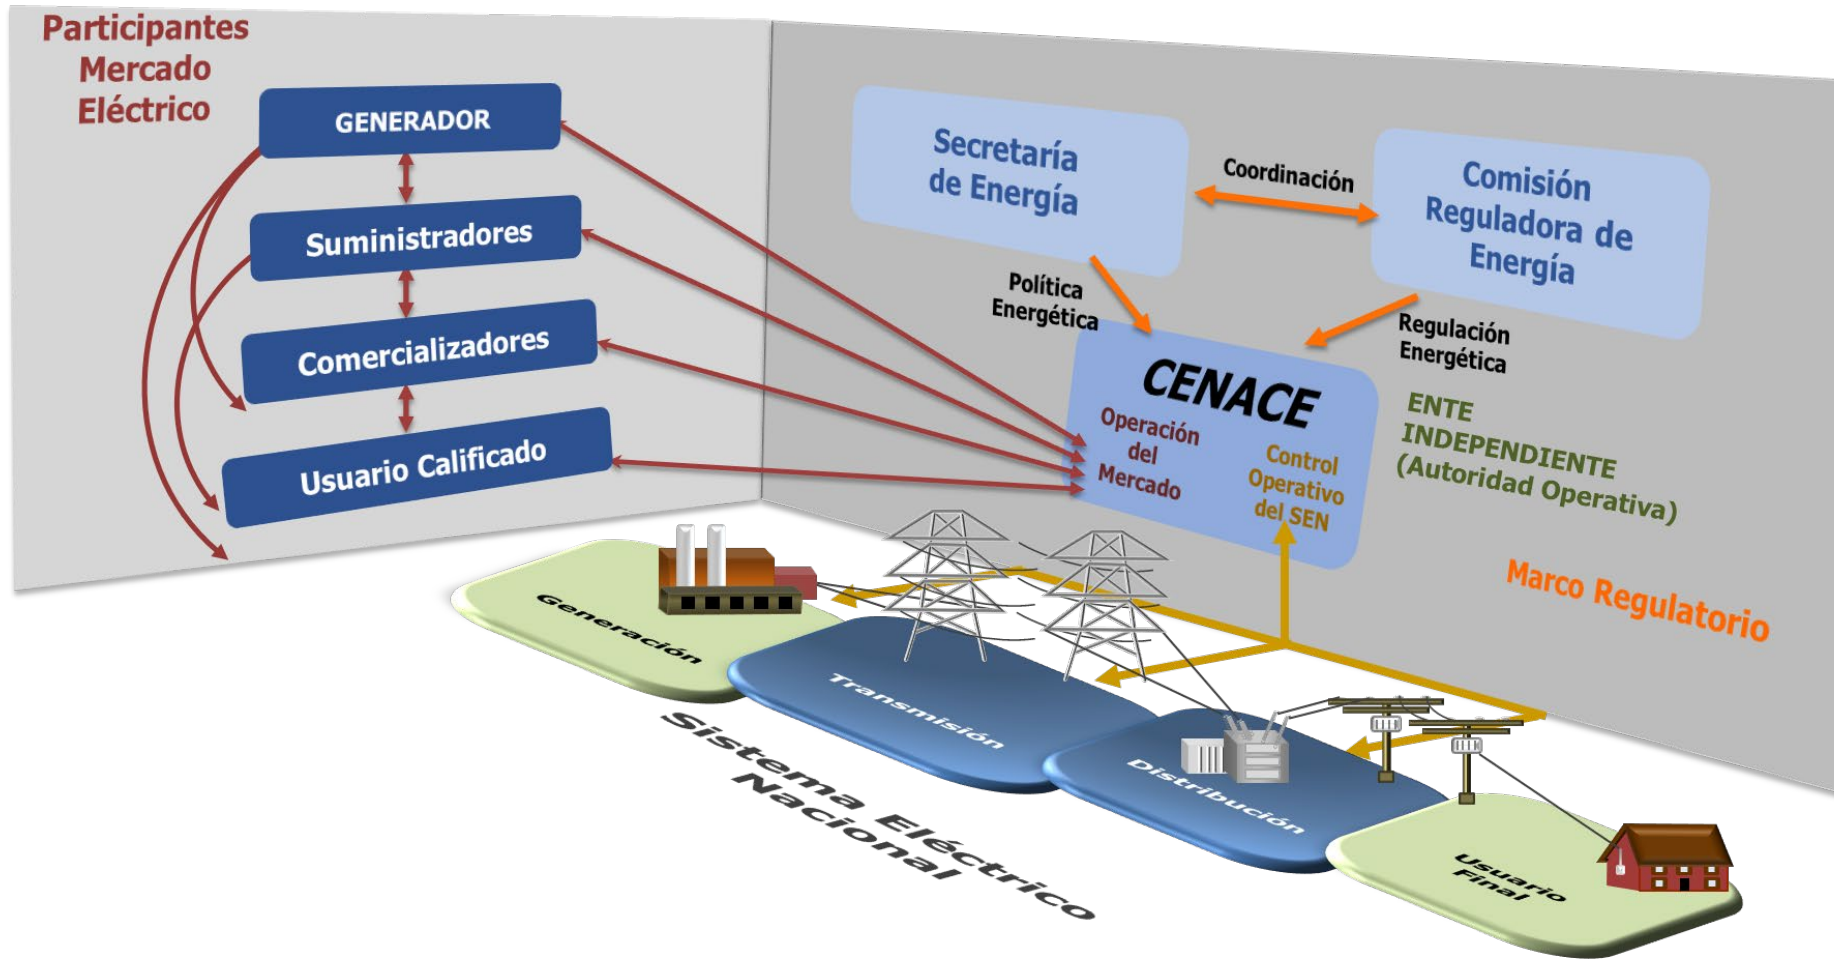 Participantes
Mercado
Eléctrico
GENERADOR
Suministradores
Comercializadores
Usuario Calificado
Secretaría
de Energía
Coordinación
Comisión
Reguladora de
Energía
Política
Energética
Regulación
Energética
CENACE
Operación
del
Mercado
Control
Operativo
del SEN
ENTE
INDEPENDIENTE
(Autoridad Operativa)
Marco Regulatorio
Generación
Transmisión
Distribución
Usuario
Final
Sistema Eléctrico
Nacional